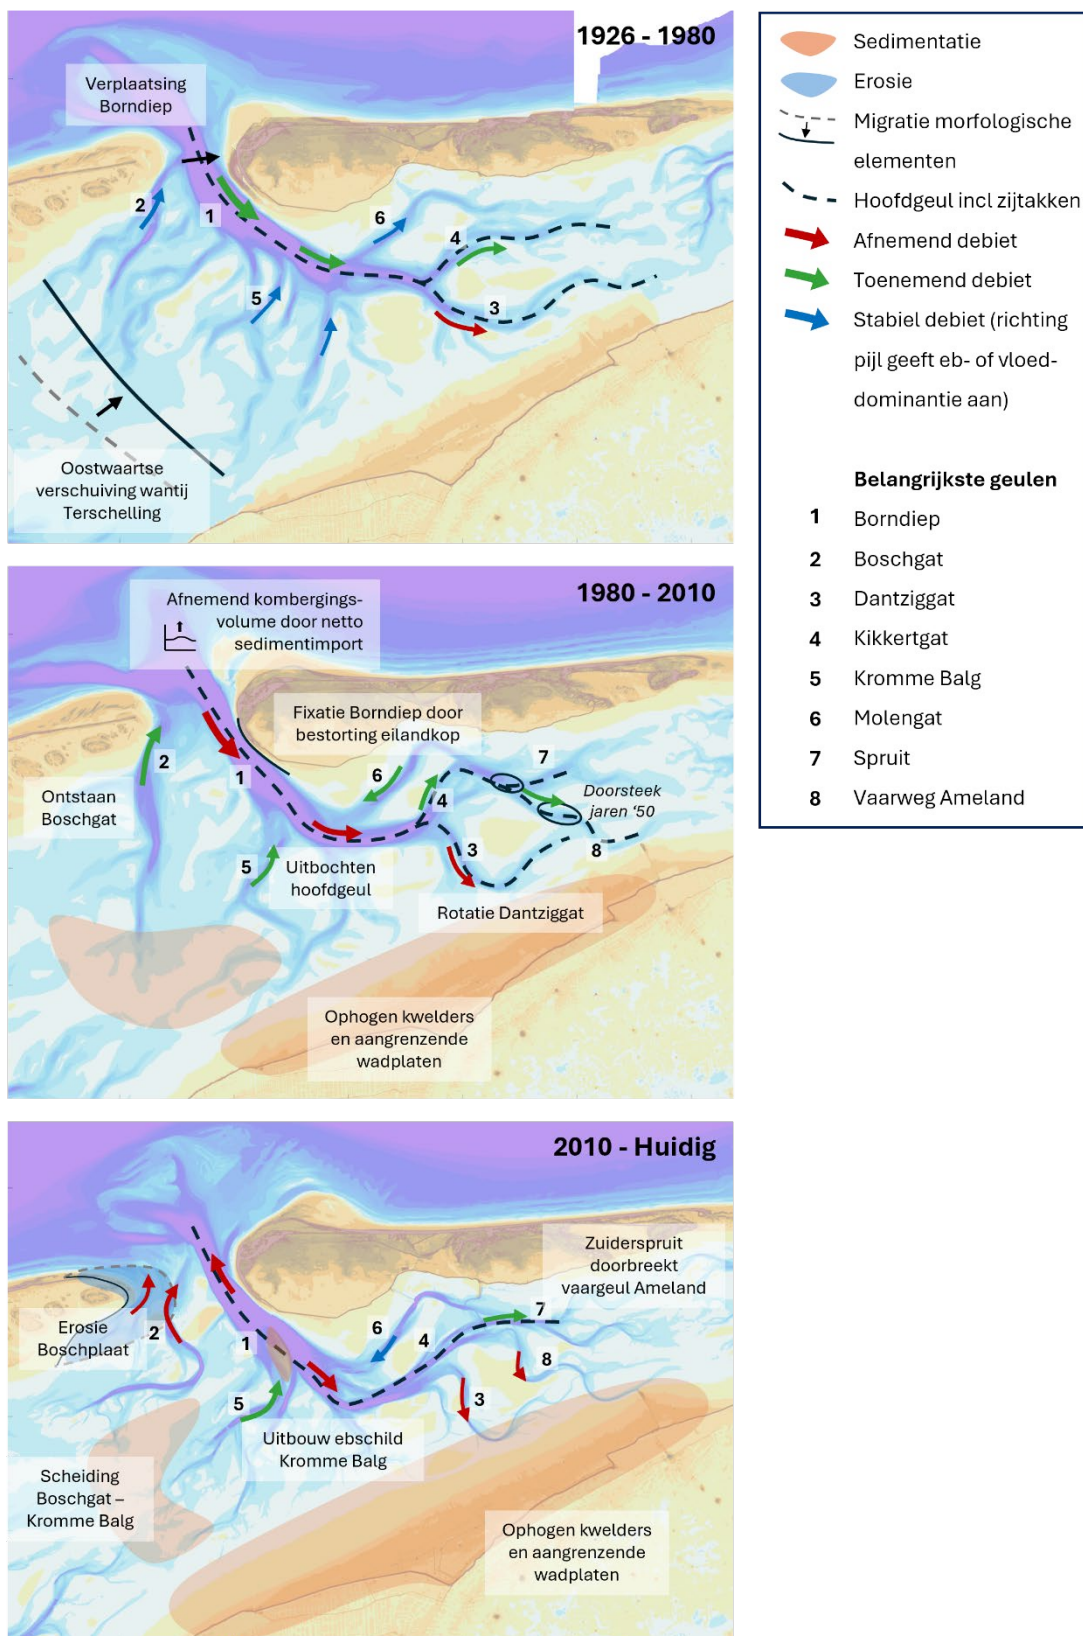 1926 - 1980
Verplaatsing
Borndiep
2
1
6
4
5
3
Oostwaartse
verschuiving wantij
Terschelling
Sedimentatie
Erosie
Migratie morfologische
elementen
Hoofdgeul incl zijtakken
Afnemend debiet
Toenemend debiet
Stabiel debiet (richting
pijl geeft eb- of vloed-
dominantie aan)
Belangrijkste geulen
1 Borndiep
2 Boschgat
3 Dantziggat
4 Kikkertgat
5 Kromme Balg
6 Molengat
7 Spruit
8 Vaarweg Ameland
1980 - 2010
Afnemend kombergings-
volume door netto
sedimentimport
Fixatie Borndiep door
bestorting eilandkop
7
2
1
6
4
Doorsteek
jaren ‘50
Ontstaan
Boschgat
5
Uitbochten
hoofdgeul
3
8
Rotatie Dantziggat
Ophogen kwelders
en aangrenzende
wadplaten
2010 - Huidig
Zuiderspruit
doorbreekt
vaargeul Ameland
7
Erosie
Boschplaat
2
1
6
4
8
5
3
Uitbouw ebschild
Kromme Balg
Scheiding
Boschgat –
Kromme Balg
Ophogen kwelders
en aangrenzende
wadplaten